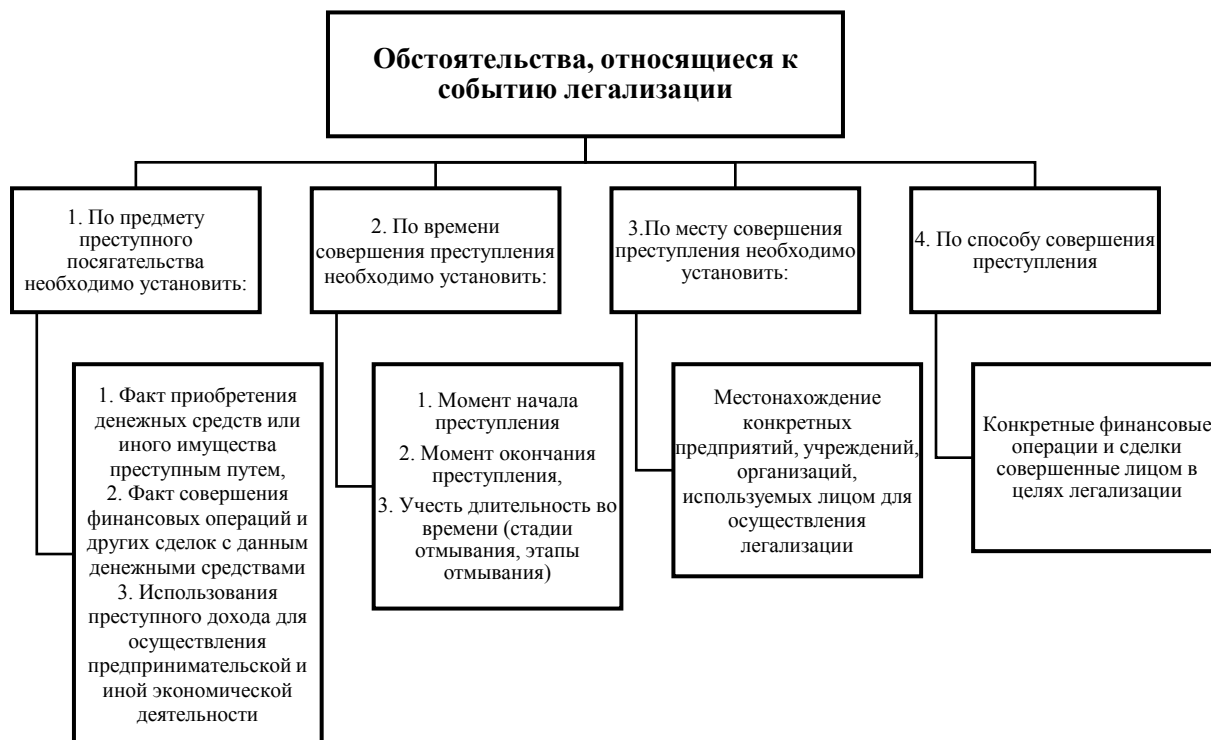 Обстоятельства, относящиеся к
событию легализации
1. По предмету
преступного
посягательства
необходимо установить:
2. По времени
совершения преступления
необходимо установить:
3.По месту совершения
преступления необходимо
установить:
4. По способу совершения
преступления
1. Факт приобретения
денежных средств или
иного имущества
преступным путем,
2. Факт совершения
финансовых операций и
других сделок с данным
денежными средствами
3. Использования
преступного дохода для
осуществления
предпринимательской и
иной экономической
деятельности
1. Момент начала
преступления
2. Момент окончания
преступления,
3. Учесть длительность во
времени (стадии
отмывания, этапы
отмывания)
Местонахождение
конкретных
предприятий, учреждений,
организаций,
используемых лицом для
осуществления
легализации
Конкретные финансовые
операции и сделки
совершенные лицом в
целях легализации